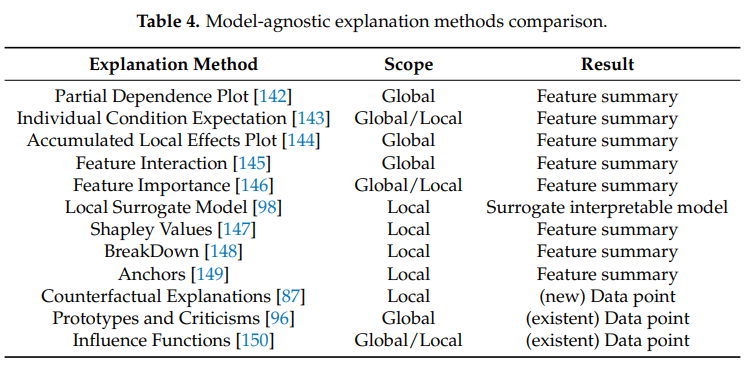 Table 4. Model-agnostic explanation methods comparison.
Explanation Method Scope Result
Partial Dependence Plot [142] Global Feature summary
Individual Condition Expectation [143] Global/Local Feature summary
Accumulated Local Effects Plot [144] Global Feature summary
Feature Interaction [145] Global Feature summary
Feature Importance [146] Global/Local Feature summary
Local Surrogate Model [98] Local Surrogate interpretable model
Shapley Values [147] Local Feature summary
BreakDown [148] Local Feature summary
Anchors [149] Local Feature summary
Counterfactual Explanations [87] Local (new) Data point
Prototypes and Criticisms [96] Global (existent) Data point
Influence Functions [150] Global/Local (existent) Data point